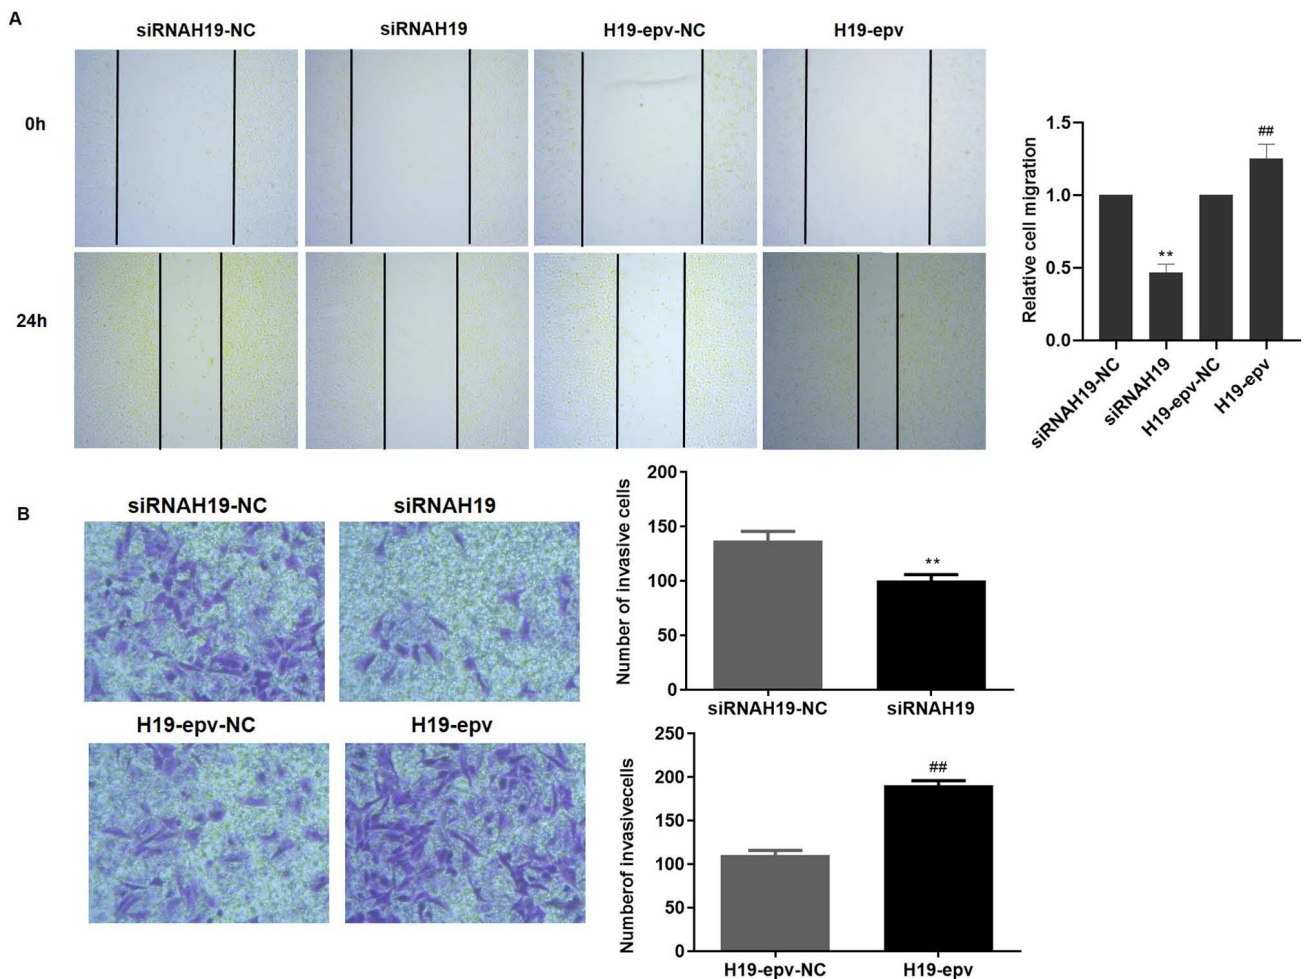 A
siRNAH19-NC
siRNAH19
H19-epv-NC
H19-epv
0h
24h
Relative cell migration
1.5
1.0
0.5
0.0
**
##
siRNAH19-NC
siRNAH19
H19-epv-NC
H19-epv
B
siRNAH19-NC
siRNAH19
H19-epv-NC
H19-epv
Number of invasive cells
200
150
100
50
0
**
siRNAH19-NC
siRNAH19
Numberof invasivecells
250
200
150
100
50
0
##
H19-epv-NC
H19-epv